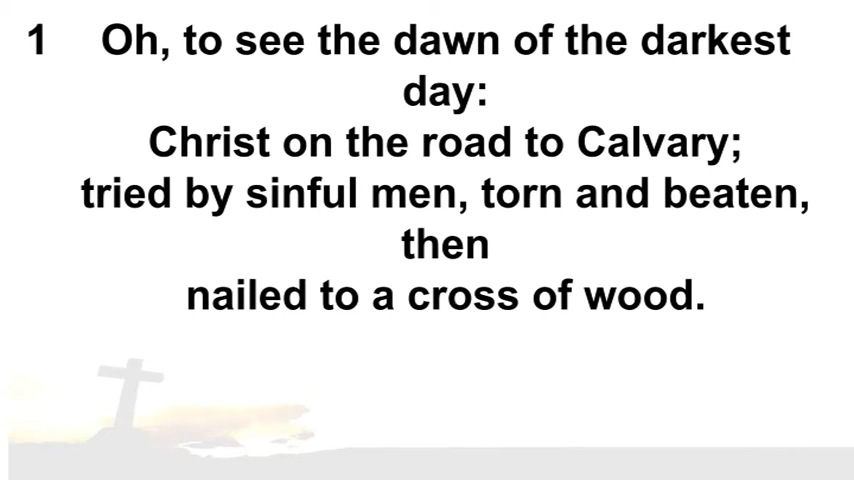 1 Oh, to see the dawn of the darkest
day:
Christ on the road to Calvary;
tried by sinful men, torn and beaten,
then
nailed to a cross of wood.